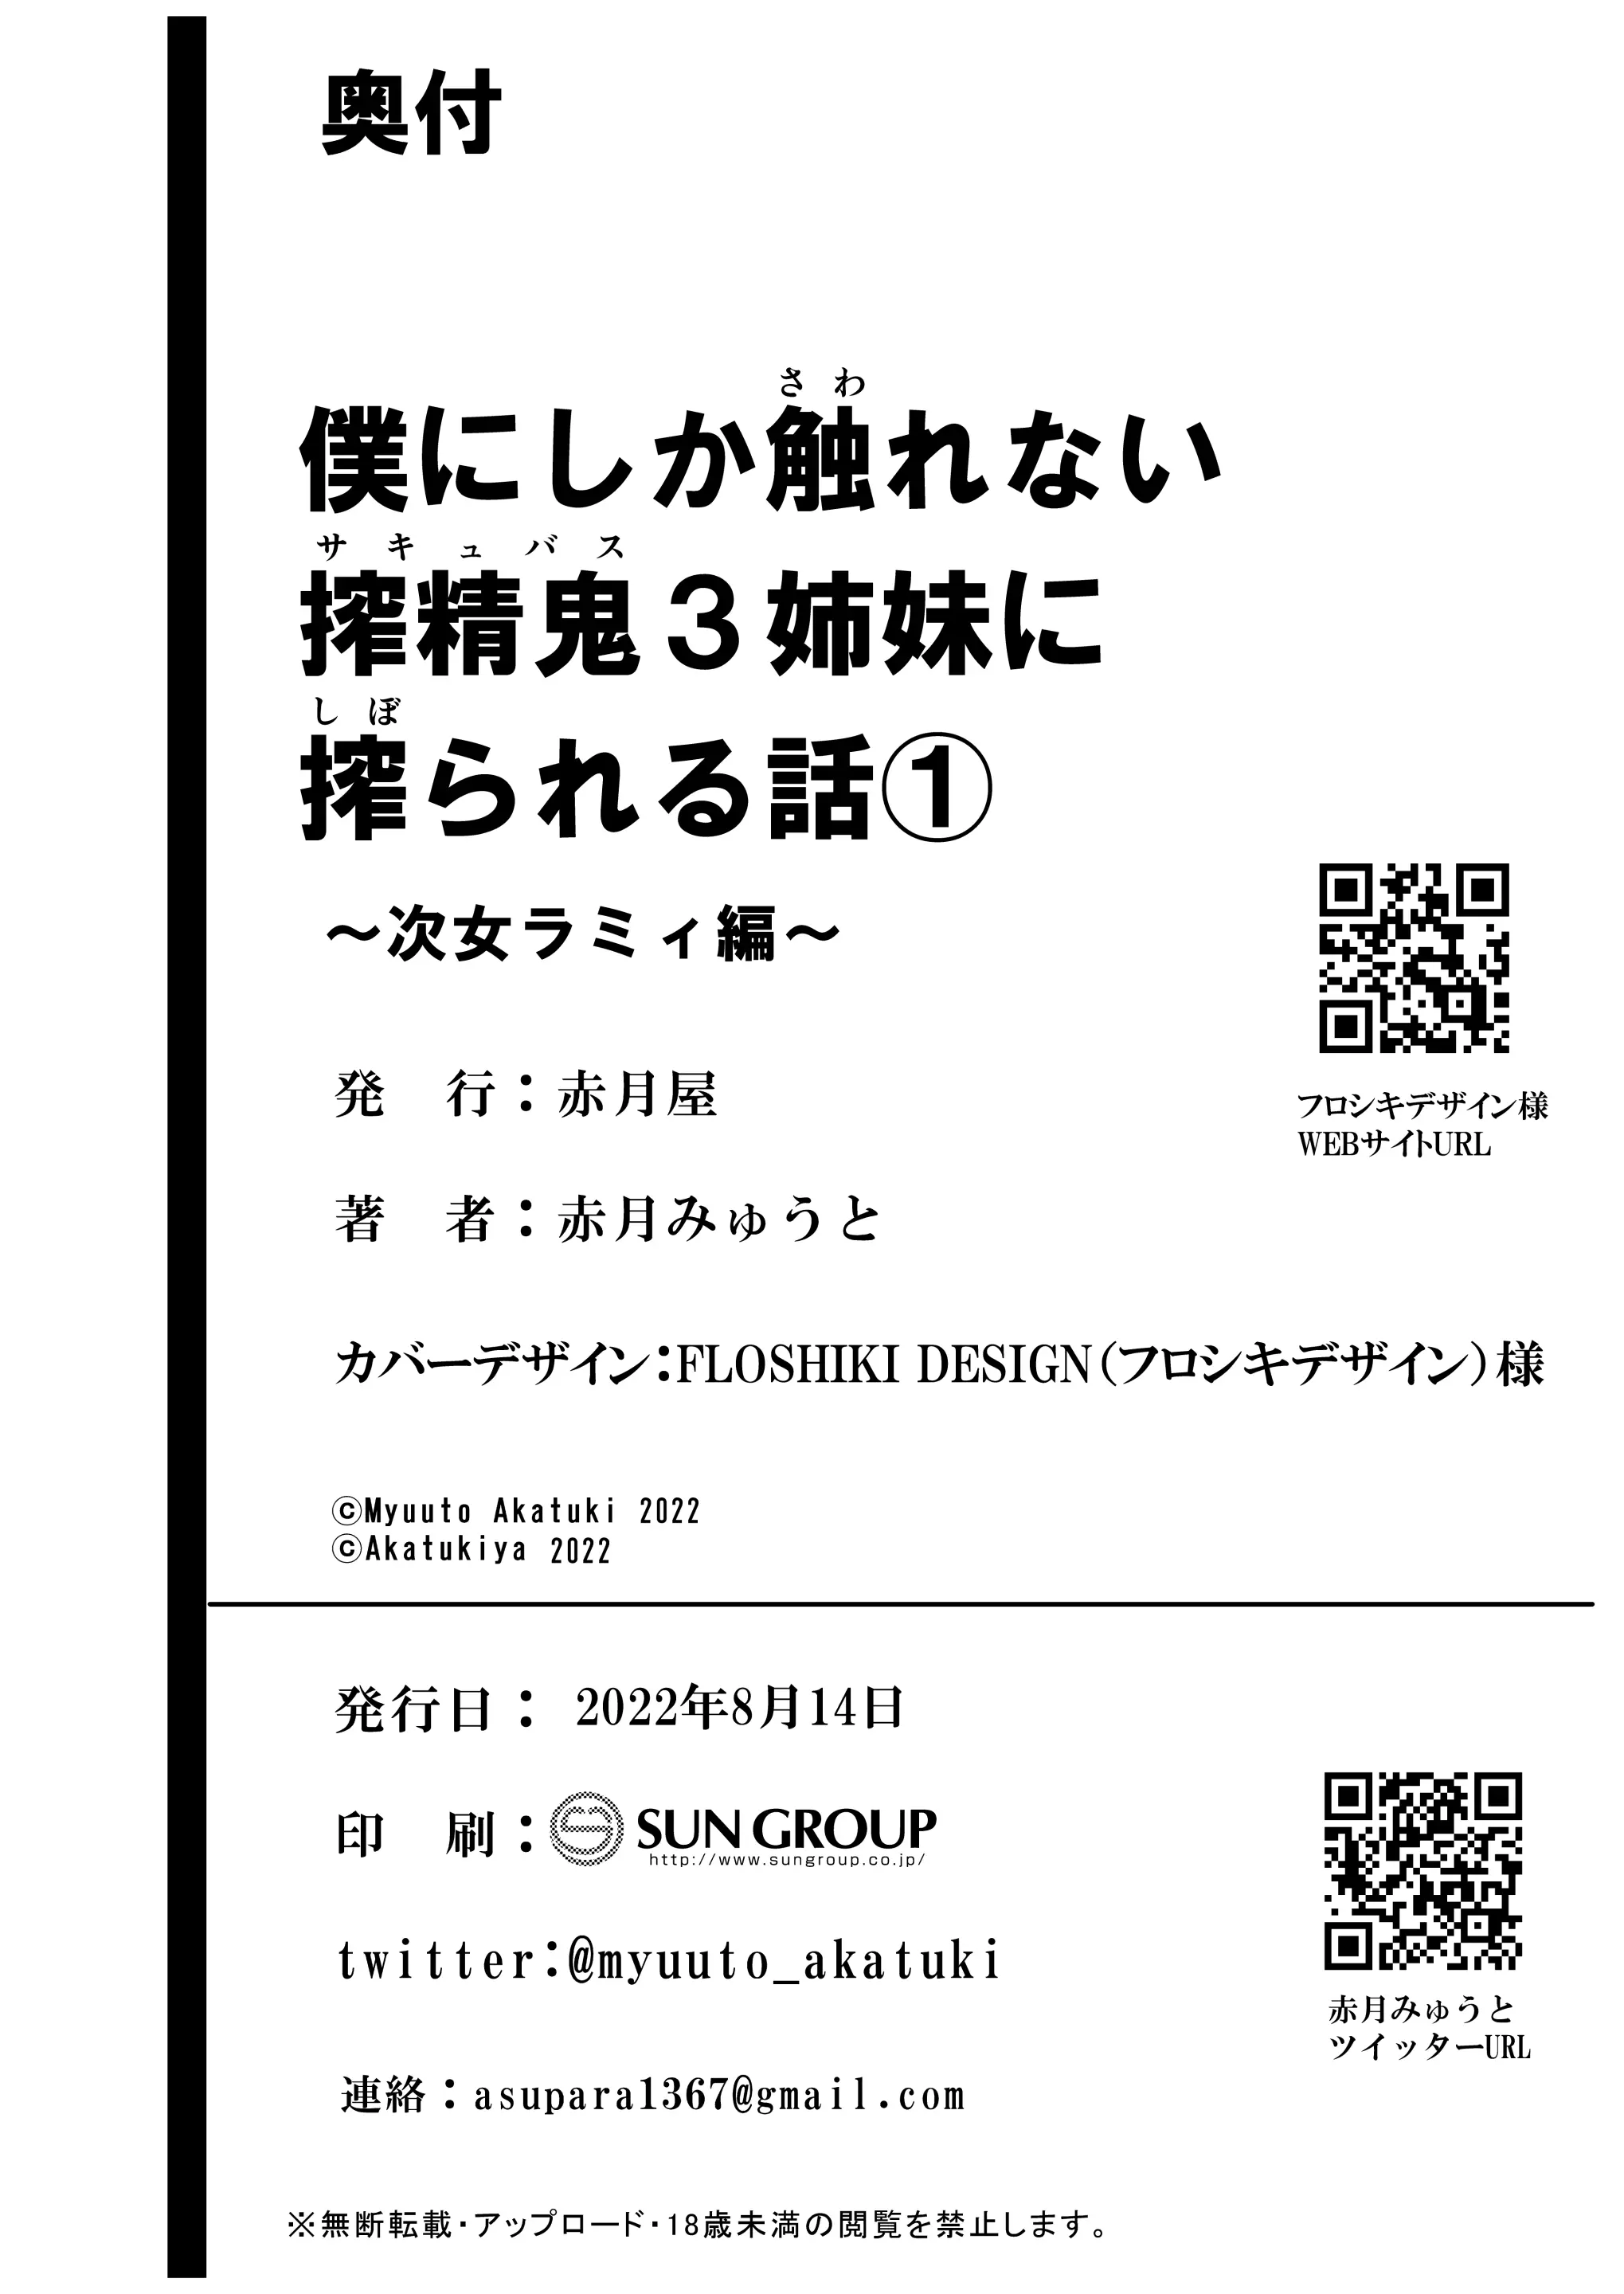 奥付
さわ
僕にしか触れない
サキュバス
搾精鬼3姉妹に
しぼ
搾られる話①
～次女ラミィ編～
発 行：赤月屋
フロシキデザイン様
WEBサイトURL
著 者：赤月みゅうと
カバーデザイン：FLOSHIKI DESIGN（フロシキデザイン）様
©Myuuto Akatuki 2022
©Akatukiya 2022
発行日： 2022年8月14日
印 刷：SUN GROUP
http://www.sungroup.co.jp/
twitter:@myuuto_akatuki
赤月みゅうと
ツイッターURL
連絡：asupara1367@gmail.com
※無断転載・アップロード・18歳未満の閲覧を禁止します。